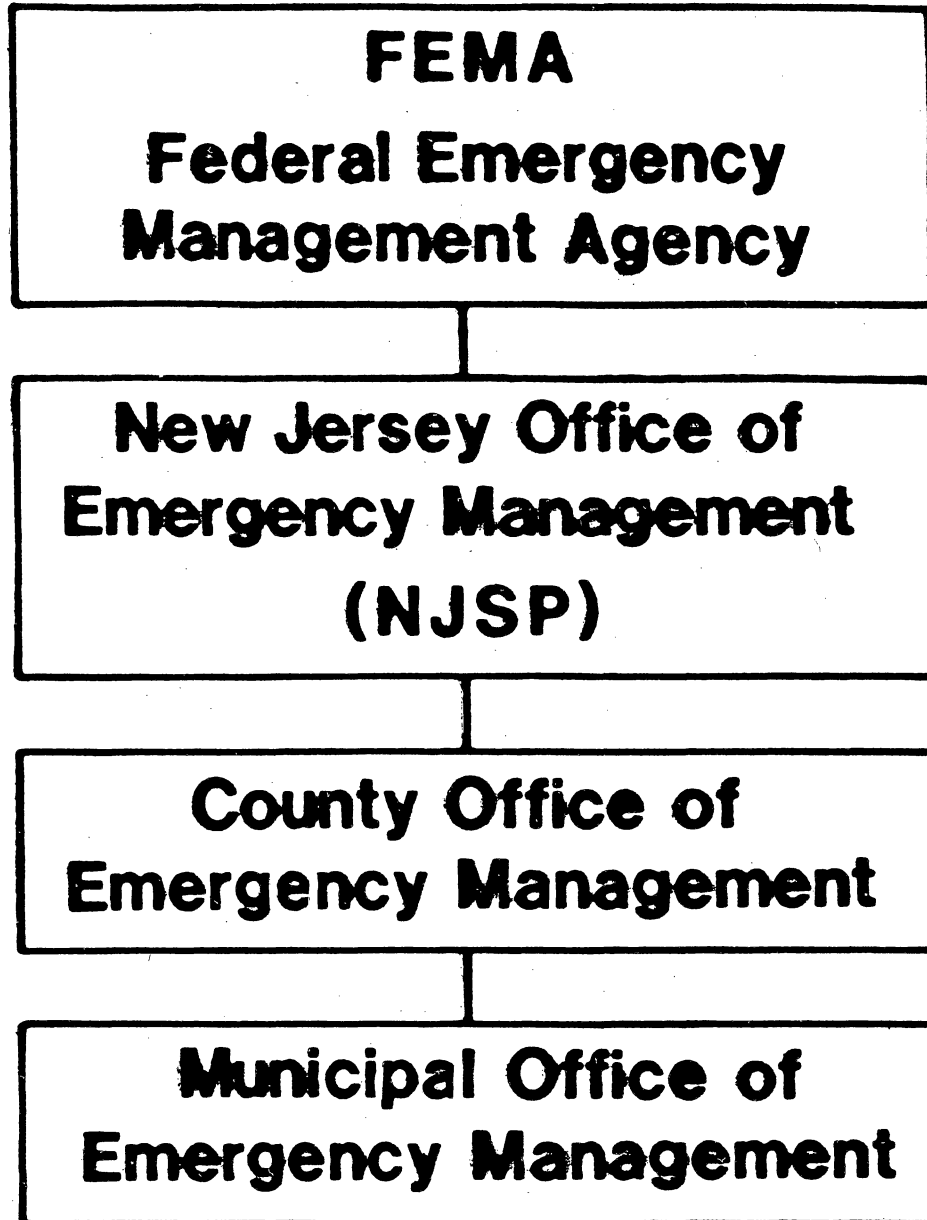 FEMA
Federal Emergency
Management Agency
New Jersey Office of
Emergency Management
(NJSP)
County Office of
Emergency Management
Municipal Office of
Emergency Management